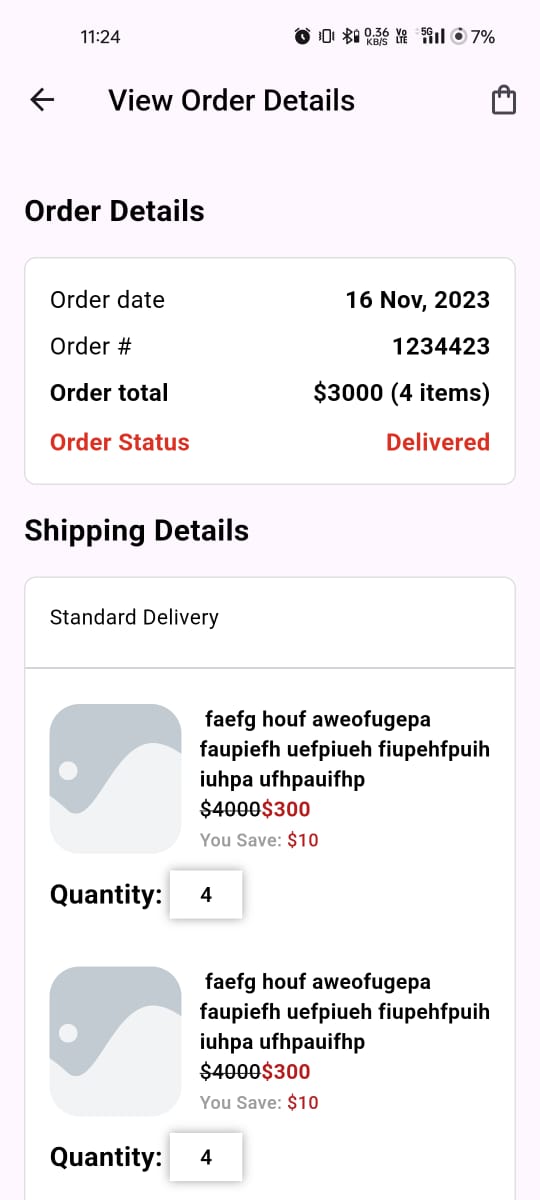 11:24 0.36 KB/S Vo LTE 5G 7%
View Order Details
Order Details
Order date 16 Nov, 2023
Order # 1234423
Order total $3000 (4 items)
Order Status Delivered
Shipping Details
Standard Delivery
faefg houf aweofugepa
faupiefh uefpiueh fiupehfpuih
iuhpa ufhpauifhp
$4000$300
You Save: $10
Quantity: 4
faefg houf aweofugepa
faupiefh uefpiueh fiupehfpuih
iuhpa ufhpauifhp
$4000$300
You Save: $10
Quantity: 4